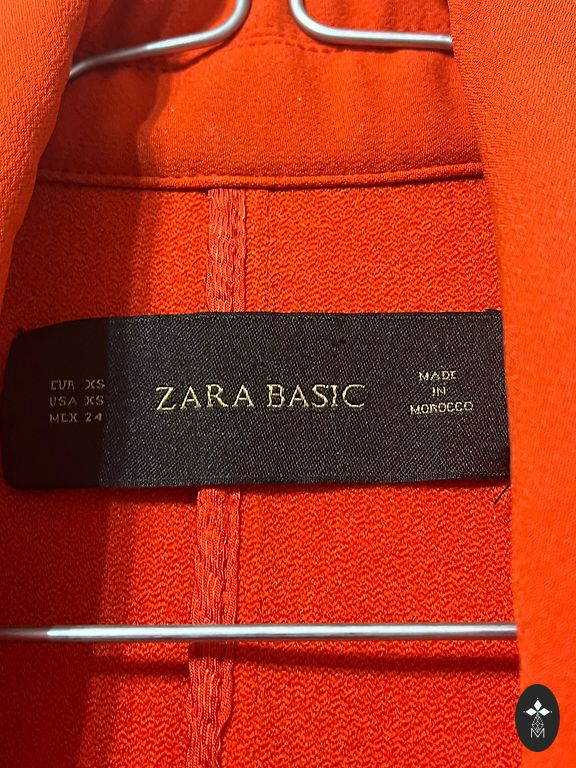 EUR XS
USA XS
MEX 24
ZARA BASIC
MADE
IN
MOROCCO
M